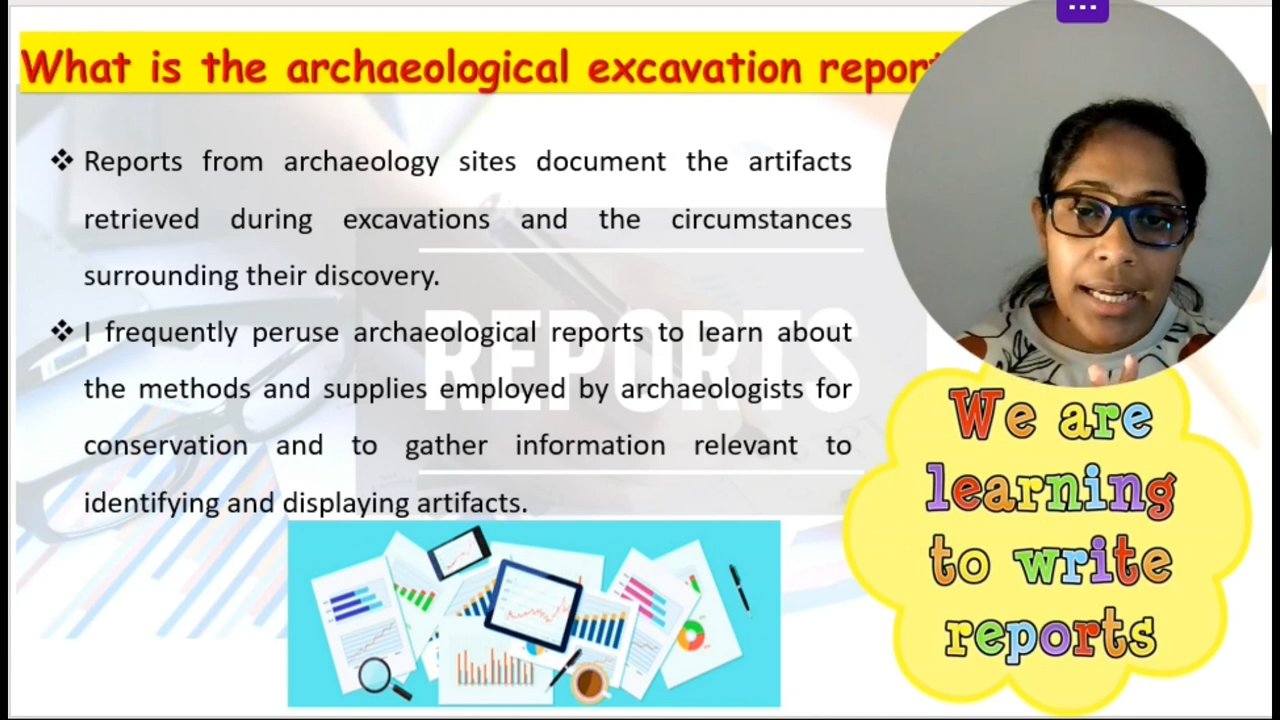 What is the archaeological excavation report
❖ Reports from archaeology sites document the artifacts
retrieved during excavations and the circumstances
surrounding their discovery.
❖ I frequently peruse archaeological reports to learn about
the methods and supplies employed by archaeologists for
conservation and to gather information relevant to
identifying and displaying artifacts.
REPORTS
We are
learning
to write
reports